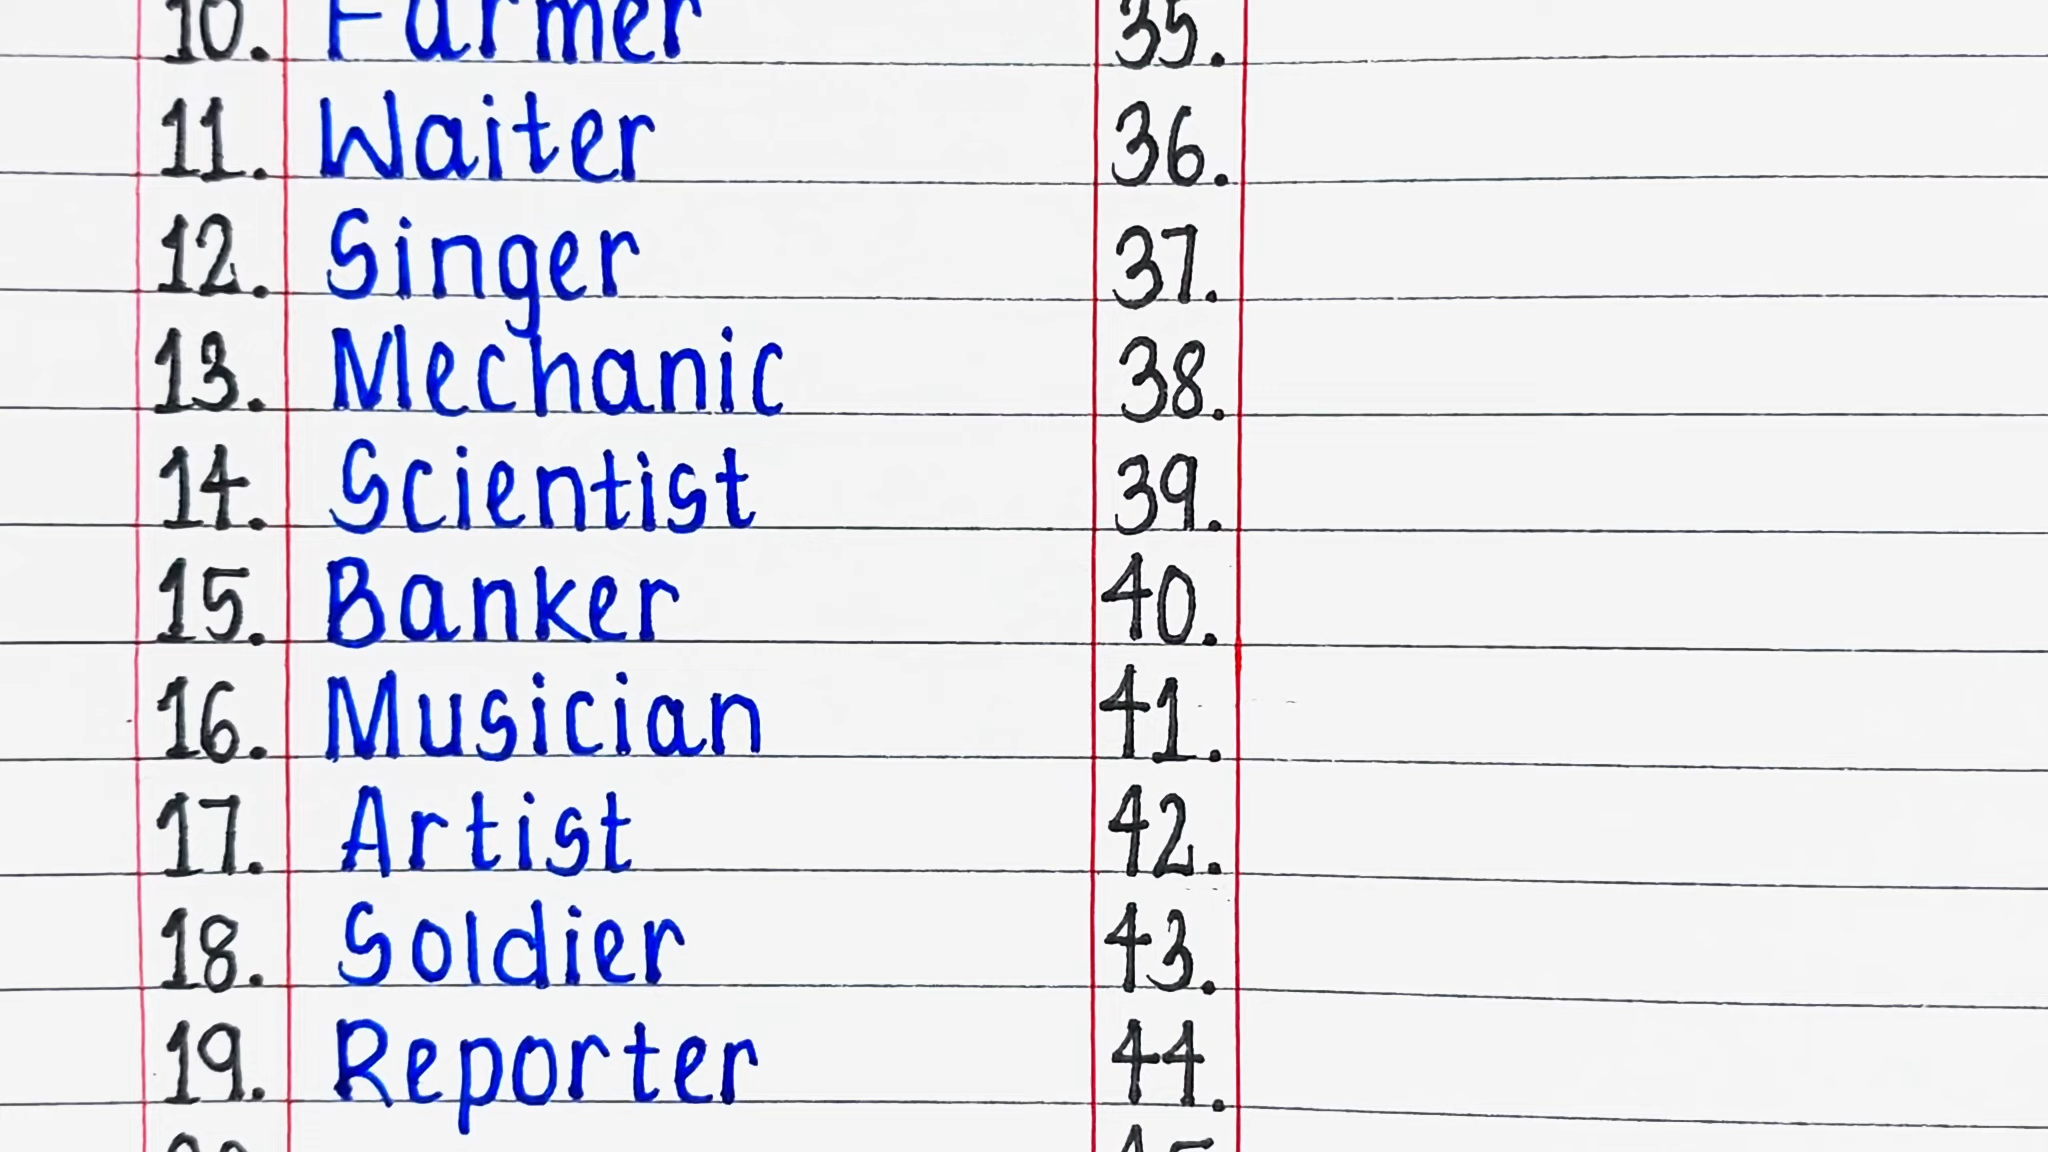 10. Farmer 35.
11. Waiter 36.
12. Singer 37.
13. Mechanic 38.
14. Scientist 39.
15. Banker 40.
16. Musician 41.
17. Artist 42.
18. Soldier 43.
19. Reporter 44.